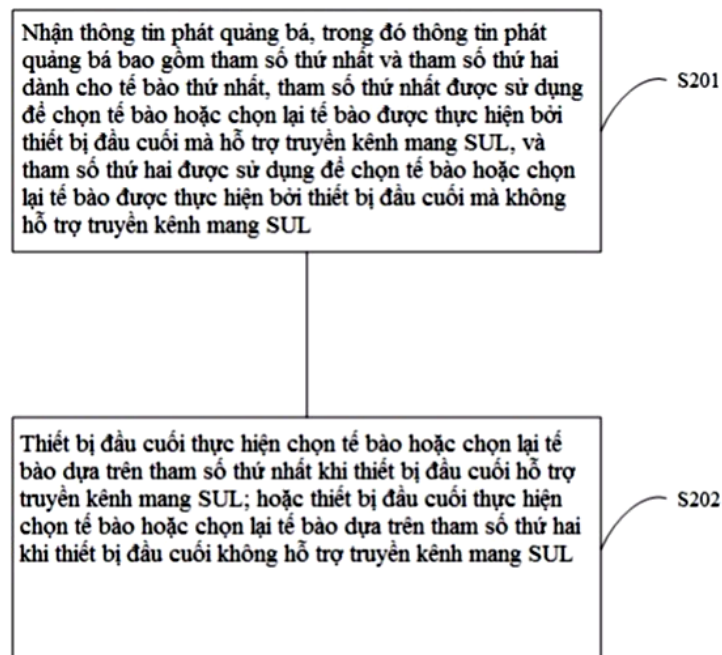 Nhận thông tin phát quảng bá, trong đó thông tin phát
quảng bá bao gồm tham số thứ nhất và tham số thứ hai
dành cho tế bào thứ nhất, tham số thứ nhất được sử dụng
để chọn tế bào hoặc chọn lại tế bào được thực hiện bởi
thiết bị đầu cuối mà hỗ trợ truyền kênh mang SUL, và
tham số thứ hai được sử dụng để chọn tế bào hoặc chọn
lại tế bào được thực hiện bởi thiết bị đầu cuối mà không
hỗ trợ truyền kênh mang SUL
S201
Thiết bị đầu cuối thực hiện chọn tế bào hoặc chọn lại tế
bào dựa trên tham số thứ nhất khi thiết bị đầu cuối hỗ trợ
truyền kênh mang SUL; hoặc thiết bị đầu cuối thực hiện
chọn tế bào hoặc chọn lại tế bào dựa trên tham số thứ hai
khi thiết bị đầu cuối không hỗ trợ truyền kênh mang SUL
S202